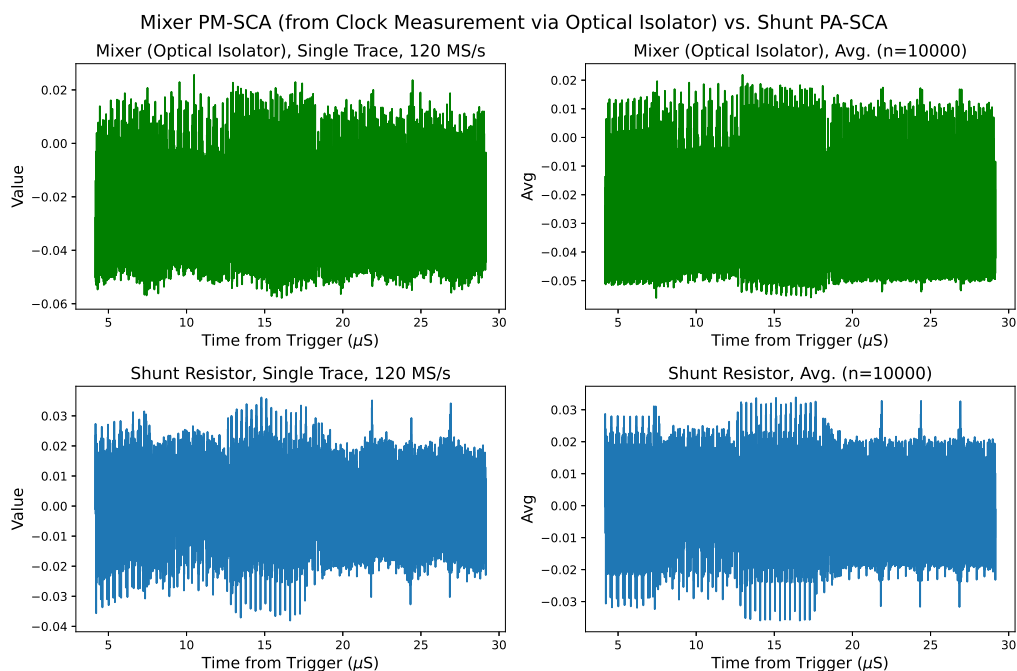 Mixer PM-SCA (from Clock Measurement via Optical Isolator) vs. Shunt PA-SCA
Mixer (Optical Isolator), Single Trace, 120 MS/s
0.02
0.00
−0.02
−0.04
−0.06
Value
5 10 15 20 25 30
Time from Trigger (μS)
Mixer (Optical Isolator), Avg. (n=10000)
0.02
0.01
0.00
−0.01
−0.02
−0.03
−0.04
−0.05
Avg
5 10 15 20 25 30
Time from Trigger (μS)
Shunt Resistor, Single Trace, 120 MS/s
0.03
0.02
0.01
0.00
−0.01
−0.02
−0.03
−0.04
Value
5 10 15 20 25 30
Time from Trigger (μS)
Shunt Resistor, Avg. (n=10000)
0.03
0.02
0.01
0.00
−0.01
−0.02
−0.03
Avg
5 10 15 20 25 30
Time from Trigger (μS)